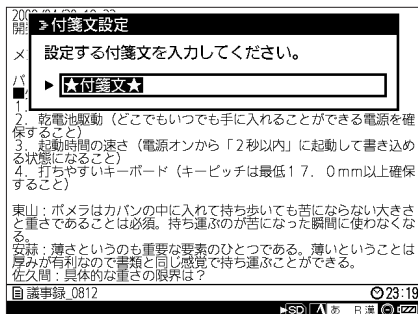 付箋文設定
設定する付箋文を入力してください。
★付箋文★
1.
2. 乾電池駆動(どこでもいつでも手に入れることができる電源を確
保すること)
3. 起動時間の速さ(電源オンから「2秒以内」に起動して書き込め
る状態になること)
4. 打ちやすいキーボード(キーピッチは最低17.0mm以上確保
すること)
東山:ポメラはカバンの中に入れて持ち歩いても苦にならない大きさ
と重さであることは必須。持ち運ぶのが苦になった瞬間に使わなくな
る。
安蒜:薄さというのも重要な要素のひとつである。薄いということは
厚みが有利なので書類と同じ感覚で持ち運ぶことができる。
佐久間:具体的な重さの限界は?
議事録_0812
23:19
SD A あ R漢